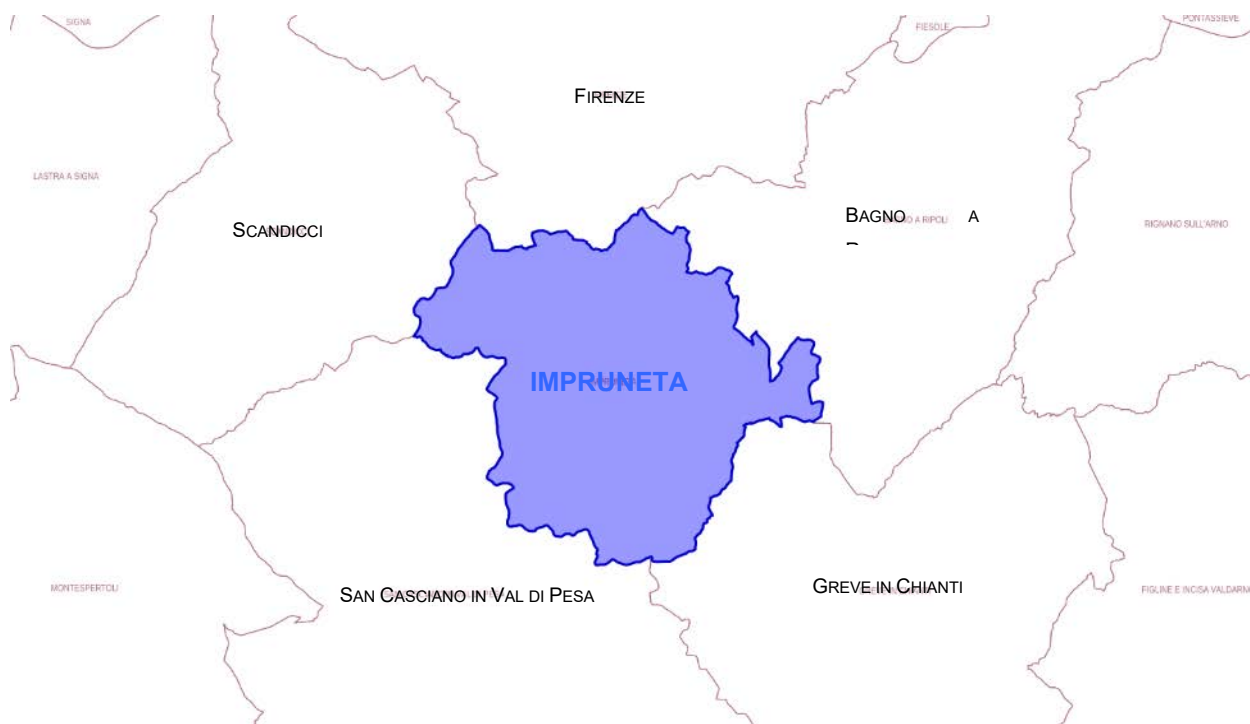 SIGNA
PONTASSIEVE
FIESOLE
FIRENZE
LASTRA A SIGNA
SCANDICCI
BAGNO A
A RIPOLI
RIGNANO SULL'ARNO
IMPRUNETA
MONTESPERTOLI
SAN CASCIANO IN VAL DI PESA
GREVE IN CHIANTI
FIGLINE E INCISA VALDARNO